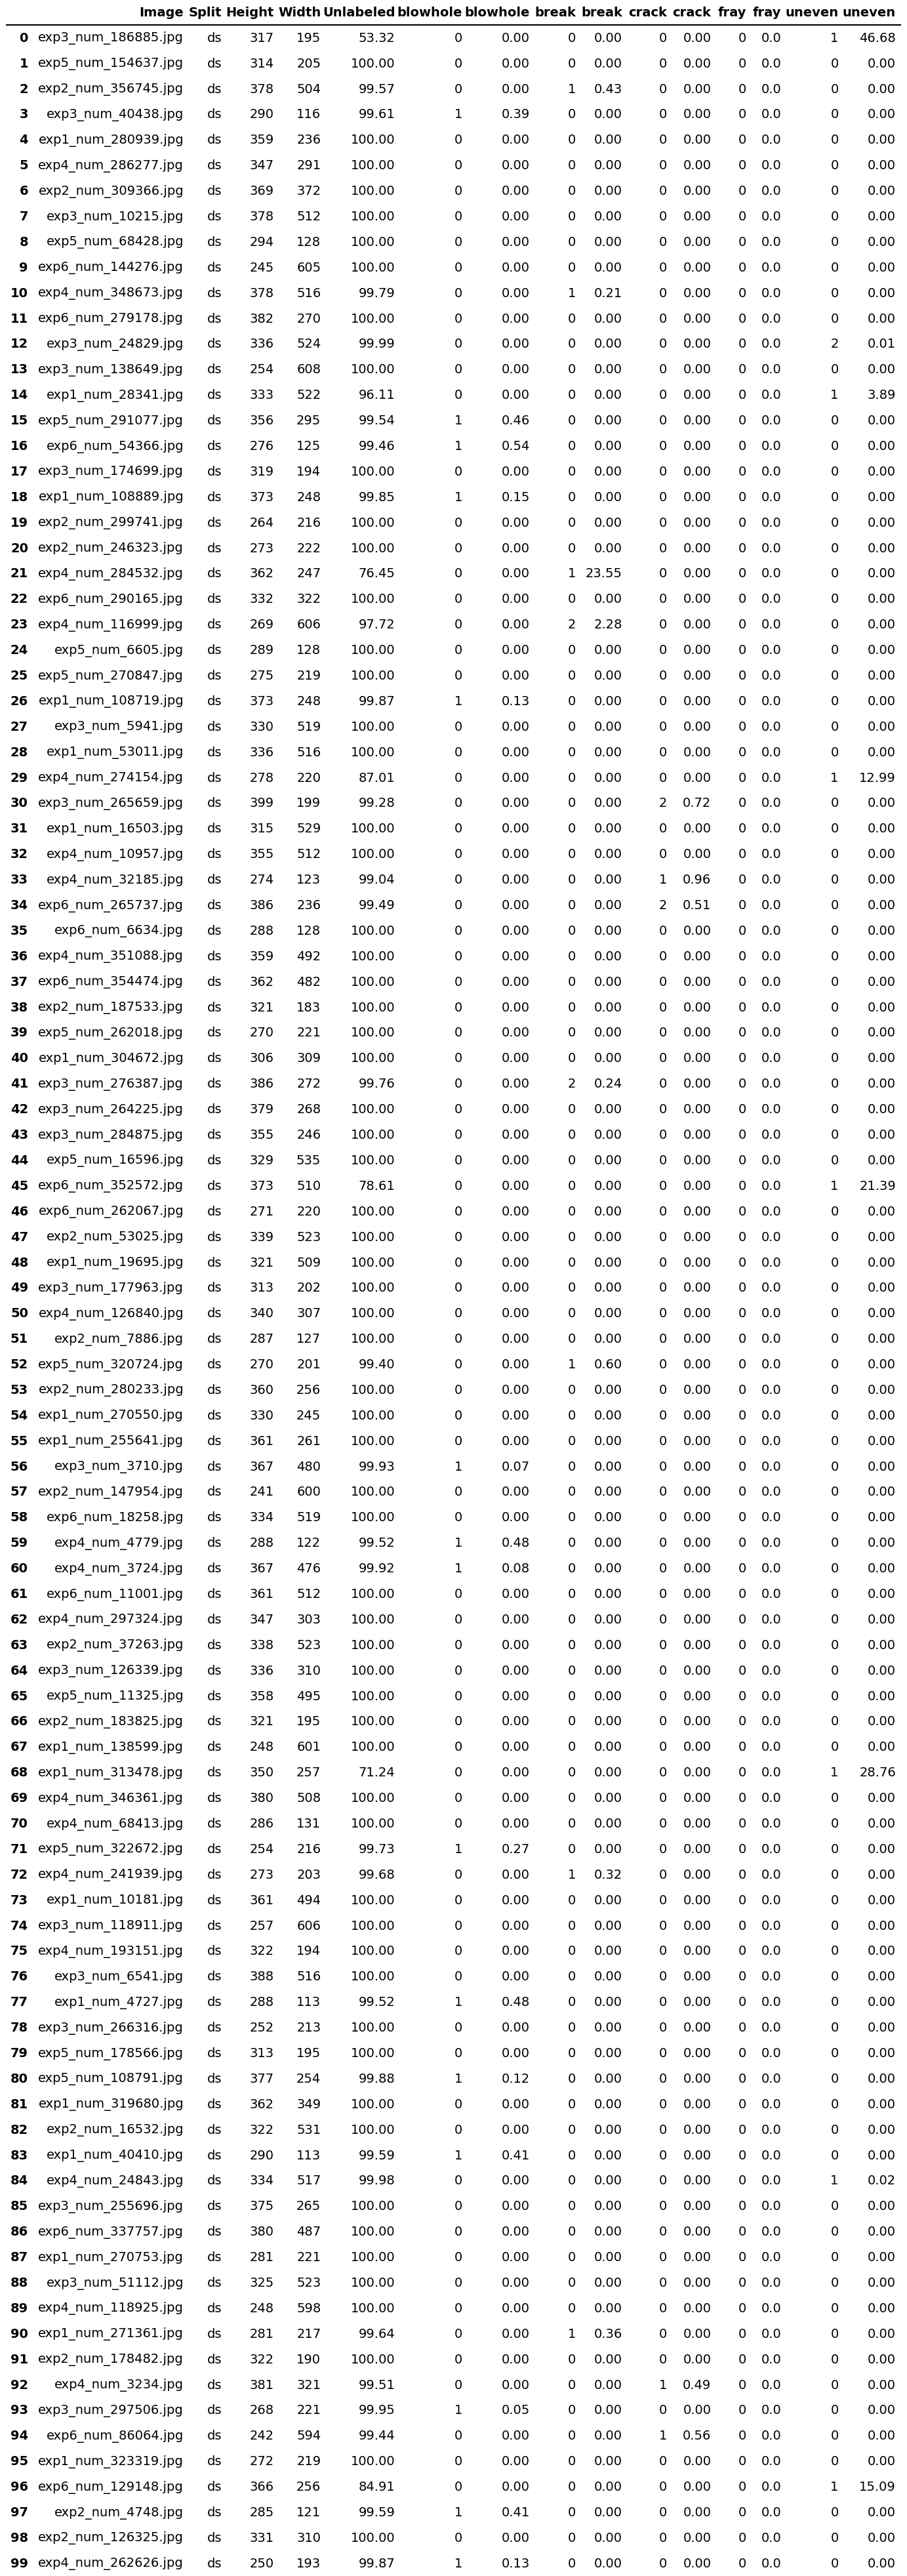 Image Split Height Width Unlabeled blowhole blowhole break break crack crack fray fray uneven uneven
0 exp3_num_186885.jpg ds 317 195 53.32 0 0.00 0 0.00 0 0.00 0 0.0 1 46.68
1 exp5_num_154637.jpg ds 314 205 100.00 0 0.00 0 0.00 0 0.00 0 0.0 0 0.00
2 exp2_num_356745.jpg ds 378 504 99.57 0 0.00 1 0.43 0 0.00 0 0.0 0 0.00
3 exp3_num_40438.jpg ds 290 116 99.61 1 0.39 0 0.00 0 0.00 0 0.0 0 0.00
4 exp1_num_280939.jpg ds 359 236 100.00 0 0.00 0 0.00 0 0.00 0 0.0 0 0.00
5 exp4_num_286277.jpg ds 347 291 100.00 0 0.00 0 0.00 0 0.00 0 0.0 0 0.00
6 exp2_num_309366.jpg ds 369 372 100.00 0 0.00 0 0.00 0 0.00 0 0.0 0 0.00
7 exp3_num_10215.jpg ds 378 512 100.00 0 0.00 0 0.00 0 0.00 0 0.0 0 0.00
8 exp5_num_68428.jpg ds 294 128 100.00 0 0.00 0 0.00 0 0.00 0 0.0 0 0.00
9 exp6_num_144276.jpg ds 245 605 100.00 0 0.00 0 0.00 0 0.00 0 0.0 0 0.00
10 exp4_num_348673.jpg ds 378 516 99.79 0 0.00 1 0.21 0 0.00 0 0.0 0 0.00
11 exp6_num_279178.jpg ds 382 270 100.00 0 0.00 0 0.00 0 0.00 0 0.0 0 0.00
12 exp3_num_24829.jpg ds 336 524 99.99 0 0.00 0 0.00 0 0.00 0 0.0 2 0.01
13 exp3_num_138649.jpg ds 254 608 100.00 0 0.00 0 0.00 0 0.00 0 0.0 0 0.00
14 exp1_num_28341.jpg ds 333 522 96.11 0 0.00 0 0.00 0 0.00 0 0.0 1 3.89
15 exp5_num_291077.jpg ds 356 295 99.54 1 0.46 0 0.00 0 0.00 0 0.0 0 0.00
16 exp6_num_54366.jpg ds 276 125 99.46 1 0.54 0 0.00 0 0.00 0 0.0 0 0.00
17 exp3_num_174699.jpg ds 319 194 100.00 0 0.00 0 0.00 0 0.00 0 0.0 0 0.00
18 exp1_num_108889.jpg ds 373 248 99.85 1 0.15 0 0.00 0 0.00 0 0.0 0 0.00
19 exp2_num_299741.jpg ds 264 216 100.00 0 0.00 0 0.00 0 0.00 0 0.0 0 0.00
20 exp2_num_246323.jpg ds 273 222 100.00 0 0.00 0 0.00 0 0.00 0 0.0 0 0.00
21 exp4_num_284532.jpg ds 362 247 76.45 0 0.00 1 23.55 0 0.00 0 0.0 0 0.00
22 exp6_num_290165.jpg ds 332 322 100.00 0 0.00 0 0.00 0 0.00 0 0.0 0 0.00
23 exp4_num_116999.jpg ds 269 606 97.72 0 0.00 2 2.28 0 0.00 0 0.0 0 0.00
24 exp5_num_6605.jpg ds 289 128 100.00 0 0.00 0 0.00 0 0.00 0 0.0 0 0.00
25 exp5_num_270847.jpg ds 275 219 100.00 0 0.00 0 0.00 0 0.00 0 0.0 0 0.00
26 exp1_num_108719.jpg ds 373 248 99.87 1 0.13 0 0.00 0 0.00 0 0.0 0 0.00
27 exp3_num_5941.jpg ds 330 519 100.00 0 0.00 0 0.00 0 0.00 0 0.0 0 0.00
28 exp1_num_53011.jpg ds 336 516 100.00 0 0.00 0 0.00 0 0.00 0 0.0 0 0.00
29 exp4_num_274154.jpg ds 278 220 87.01 0 0.00 0 0.00 0 0.00 0 0.0 1 12.99
30 exp3_num_265659.jpg ds 399 199 99.28 0 0.00 0 0.00 2 0.72 0 0.0 0 0.00
31 exp1_num_16503.jpg ds 315 529 100.00 0 0.00 0 0.00 0 0.00 0 0.0 0 0.00
32 exp4_num_10957.jpg ds 355 512 100.00 0 0.00 0 0.00 0 0.00 0 0.0 0 0.00
33 exp4_num_32185.jpg ds 274 123 99.04 0 0.00 0 0.00 1 0.96 0 0.0 0 0.00
34 exp6_num_265737.jpg ds 386 236 99.49 0 0.00 0 0.00 2 0.51 0 0.0 0 0.00
35 exp6_num_6634.jpg ds 288 128 100.00 0 0.00 0 0.00 0 0.00 0 0.0 0 0.00
36 exp4_num_351088.jpg ds 359 492 100.00 0 0.00 0 0.00 0 0.00 0 0.0 0 0.00
37 exp6_num_354474.jpg ds 362 482 100.00 0 0.00 0 0.00 0 0.00 0 0.0 0 0.00
38 exp2_num_187533.jpg ds 321 183 100.00 0 0.00 0 0.00 0 0.00 0 0.0 0 0.00
39 exp5_num_262018.jpg ds 270 221 100.00 0 0.00 0 0.00 0 0.00 0 0.0 0 0.00
40 exp1_num_304672.jpg ds 306 309 100.00 0 0.00 0 0.00 0 0.00 0 0.0 0 0.00
41 exp3_num_276387.jpg ds 386 272 99.76 0 0.00 2 0.24 0 0.00 0 0.0 0 0.00
42 exp3_num_264225.jpg ds 379 268 100.00 0 0.00 0 0.00 0 0.00 0 0.0 0 0.00
43 exp3_num_284875.jpg ds 355 246 100.00 0 0.00 0 0.00 0 0.00 0 0.0 0 0.00
44 exp5_num_16596.jpg ds 329 535 100.00 0 0.00 0 0.00 0 0.00 0 0.0 0 0.00
45 exp6_num_352572.jpg ds 373 510 78.61 0 0.00 0 0.00 0 0.00 0 0.0 1 21.39
46 exp6_num_262067.jpg ds 271 220 100.00 0 0.00 0 0.00 0 0.00 0 0.0 0 0.00
47 exp2_num_53025.jpg ds 339 523 100.00 0 0.00 0 0.00 0 0.00 0 0.0 0 0.00
48 exp1_num_19695.jpg ds 321 509 100.00 0 0.00 0 0.00 0 0.00 0 0.0 0 0.00
49 exp3_num_177963.jpg ds 313 202 100.00 0 0.00 0 0.00 0 0.00 0 0.0 0 0.00
50 exp4_num_126840.jpg ds 340 307 100.00 0 0.00 0 0.00 0 0.00 0 0.0 0 0.00
51 exp2_num_7886.jpg ds 287 127 100.00 0 0.00 0 0.00 0 0.00 0 0.0 0 0.00
52 exp5_num_320724.jpg ds 270 201 99.40 0 0.00 1 0.60 0 0.00 0 0.0 0 0.00
53 exp2_num_280233.jpg ds 360 256 100.00 0 0.00 0 0.00 0 0.00 0 0.0 0 0.00
54 exp1_num_270550.jpg ds 330 245 100.00 0 0.00 0 0.00 0 0.00 0 0.0 0 0.00
55 exp1_num_255641.jpg ds 361 261 100.00 0 0.00 0 0.00 0 0.00 0 0.0 0 0.00
56 exp3_num_3710.jpg ds 367 480 99.93 1 0.07 0 0.00 0 0.00 0 0.0 0 0.00
57 exp2_num_147954.jpg ds 241 600 100.00 0 0.00 0 0.00 0 0.00 0 0.0 0 0.00
58 exp6_num_18258.jpg ds 334 519 100.00 0 0.00 0 0.00 0 0.00 0 0.0 0 0.00
59 exp4_num_4779.jpg ds 288 122 99.52 1 0.48 0 0.00 0 0.00 0 0.0 0 0.00
60 exp4_num_3724.jpg ds 367 476 99.92 1 0.08 0 0.00 0 0.00 0 0.0 0 0.00
61 exp6_num_11001.jpg ds 361 512 100.00 0 0.00 0 0.00 0 0.00 0 0.0 0 0.00
62 exp4_num_297324.jpg ds 347 303 100.00 0 0.00 0 0.00 0 0.00 0 0.0 0 0.00
63 exp2_num_37263.jpg ds 338 523 100.00 0 0.00 0 0.00 0 0.00 0 0.0 0 0.00
64 exp3_num_126339.jpg ds 336 310 100.00 0 0.00 0 0.00 0 0.00 0 0.0 0 0.00
65 exp5_num_11325.jpg ds 358 495 100.00 0 0.00 0 0.00 0 0.00 0 0.0 0 0.00
66 exp2_num_183825.jpg ds 321 195 100.00 0 0.00 0 0.00 0 0.00 0 0.0 0 0.00
67 exp1_num_138599.jpg ds 248 601 100.00 0 0.00 0 0.00 0 0.00 0 0.0 0 0.00
68 exp1_num_313478.jpg ds 350 257 71.24 0 0.00 0 0.00 0 0.00 0 0.0 1 28.76
69 exp4_num_346361.jpg ds 380 508 100.00 0 0.00 0 0.00 0 0.00 0 0.0 0 0.00
70 exp4_num_68413.jpg ds 286 131 100.00 0 0.00 0 0.00 0 0.00 0 0.0 0 0.00
71 exp5_num_322672.jpg ds 254 216 99.73 1 0.27 0 0.00 0 0.00 0 0.0 0 0.00
72 exp4_num_241939.jpg ds 273 203 99.68 0 0.00 1 0.32 0 0.00 0 0.0 0 0.00
73 exp1_num_10181.jpg ds 361 494 100.00 0 0.00 0 0.00 0 0.00 0 0.0 0 0.00
74 exp3_num_118911.jpg ds 257 606 100.00 0 0.00 0 0.00 0 0.00 0 0.0 0 0.00
75 exp4_num_193151.jpg ds 322 194 100.00 0 0.00 0 0.00 0 0.00 0 0.0 0 0.00
76 exp3_num_6541.jpg ds 388 516 100.00 0 0.00 0 0.00 0 0.00 0 0.0 0 0.00
77 exp1_num_4727.jpg ds 288 113 99.52 1 0.48 0 0.00 0 0.00 0 0.0 0 0.00
78 exp3_num_266316.jpg ds 252 213 100.00 0 0.00 0 0.00 0 0.00 0 0.0 0 0.00
79 exp5_num_178566.jpg ds 313 195 100.00 0 0.00 0 0.00 0 0.00 0 0.0 0 0.00
80 exp5_num_108791.jpg ds 377 254 99.88 1 0.12 0 0.00 0 0.00 0 0.0 0 0.00
81 exp1_num_319680.jpg ds 362 349 100.00 0 0.00 0 0.00 0 0.00 0 0.0 0 0.00
82 exp2_num_16532.jpg ds 322 531 100.00 0 0.00 0 0.00 0 0.00 0 0.0 0 0.00
83 exp1_num_40410.jpg ds 290 113 99.59 1 0.41 0 0.00 0 0.00 0 0.0 0 0.00
84 exp4_num_24843.jpg ds 334 517 99.98 0 0.00 0 0.00 0 0.00 0 0.0 1 0.02
85 exp3_num_255696.jpg ds 375 265 100.00 0 0.00 0 0.00 0 0.00 0 0.0 0 0.00
86 exp6_num_337757.jpg ds 380 487 100.00 0 0.00 0 0.00 0 0.00 0 0.0 0 0.00
87 exp1_num_270753.jpg ds 281 221 100.00 0 0.00 0 0.00 0 0.00 0 0.0 0 0.00
88 exp3_num_51112.jpg ds 325 523 100.00 0 0.00 0 0.00 0 0.00 0 0.0 0 0.00
89 exp4_num_118925.jpg ds 248 598 100.00 0 0.00 0 0.00 0 0.00 0 0.0 0 0.00
90 exp1_num_271361.jpg ds 281 217 99.64 0 0.00 1 0.36 0 0.00 0 0.0 0 0.00
91 exp2_num_178482.jpg ds 322 190 100.00 0 0.00 0 0.00 0 0.00 0 0.0 0 0.00
92 exp4_num_3234.jpg ds 381 321 99.51 0 0.00 0 0.00 1 0.49 0 0.0 0 0.00
93 exp3_num_297506.jpg ds 268 221 99.95 1 0.05 0 0.00 0 0.00 0 0.0 0 0.00
94 exp6_num_86064.jpg ds 242 594 99.44 0 0.00 0 0.00 1 0.56 0 0.0 0 0.00
95 exp1_num_323319.jpg ds 272 219 100.00 0 0.00 0 0.00 0 0.00 0 0.0 0 0.00
96 exp6_num_129148.jpg ds 366 256 84.91 0 0.00 0 0.00 0 0.00 0 0.0 1 15.09
97 exp2_num_4748.jpg ds 285 121 99.59 1 0.41 0 0.00 0 0.00 0 0.0 0 0.00
98 exp2_num_126325.jpg ds 331 310 100.00 0 0.00 0 0.00 0 0.00 0 0.0 0 0.00
99 exp4_num_262626.jpg ds 250 193 99.87 1 0.13 0 0.00 0 0.00 0 0.0 0 0.00